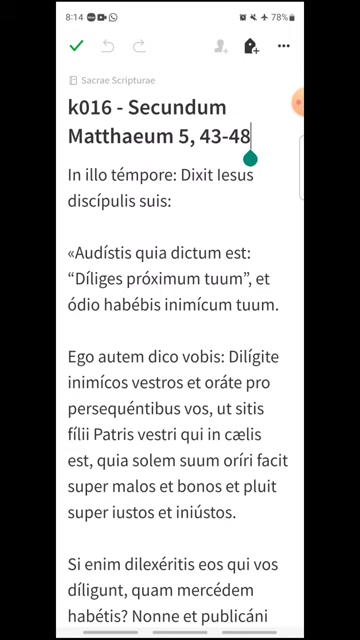 8:14 78%
Sacrae Scripturae
k016 - Secundum
Matthaeum 5, 43-48
In illo témpore: Dixit Iesus
discípulis suis:
«Audístis quia dictum est:
“Díliges próximum tuum”, et
ódio habébis inimícum tuum.
Ego autem dico vobis: Dilígite
inimícos vestros et oráte pro
persequéntibus vos, ut sitis
fílii Patris vestri qui in cælis
est, quia solem suum oríri facit
super malos et bonos et pluit
super iustos et iniústos.
Si enim dilexéritis eos qui vos
díligunt, quam mercédem
habétis? Nonne et publicáni